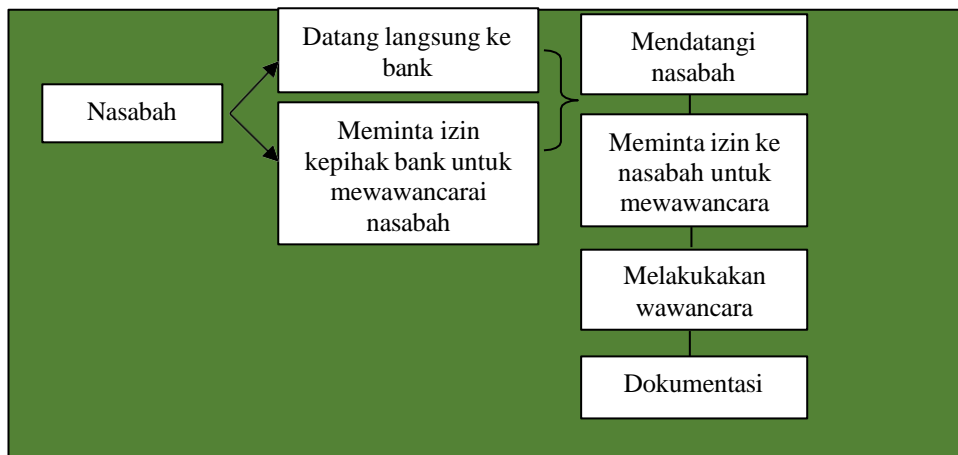 Nasabah
Datang langsung ke
bank
Meminta izin
kepihak bank untuk
mewawancarai
nasabah
Mendatangi
nasabah
Meminta izin ke
nasabah untuk
mewawancara
Melakukakan
wawancara
Dokumentasi